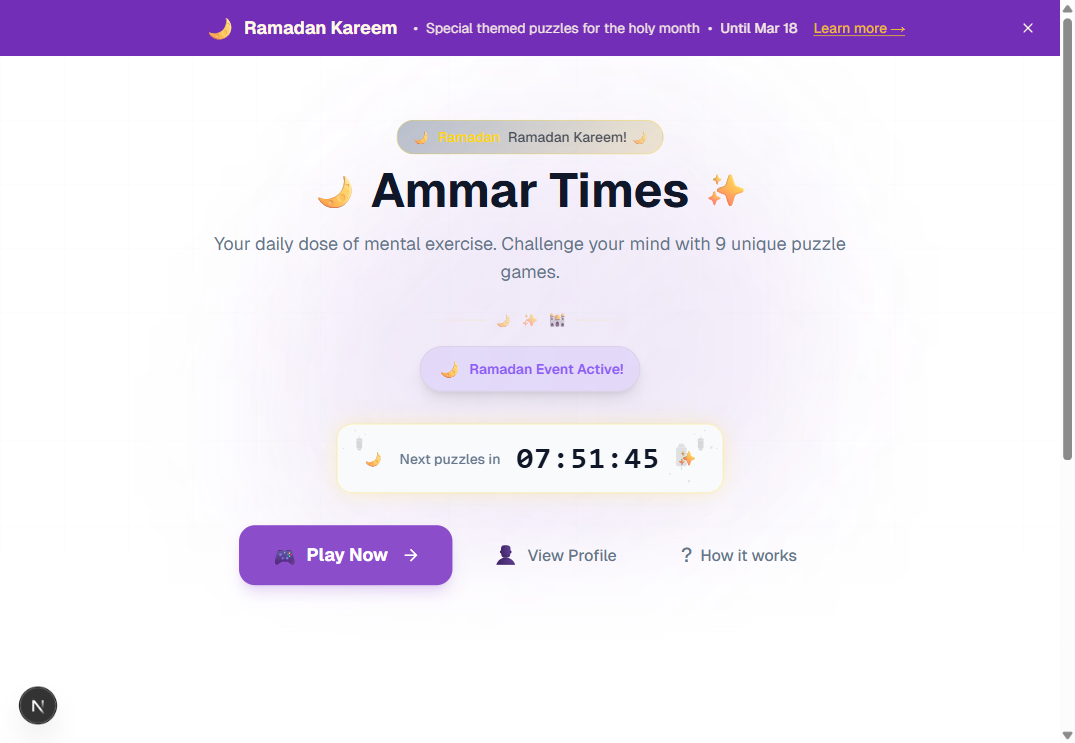 Ramadan Kareem • Special themed puzzles for the holy month • Until Mar 18 Learn more → ×
Ramadan Ramadan Kareem!
Ammar Times
Your daily dose of mental exercise. Challenge your mind with 9 unique puzzle
games.
Ramadan Event Active!
Next puzzles in 07:51:45
Play Now →
View Profile
? How it works
N